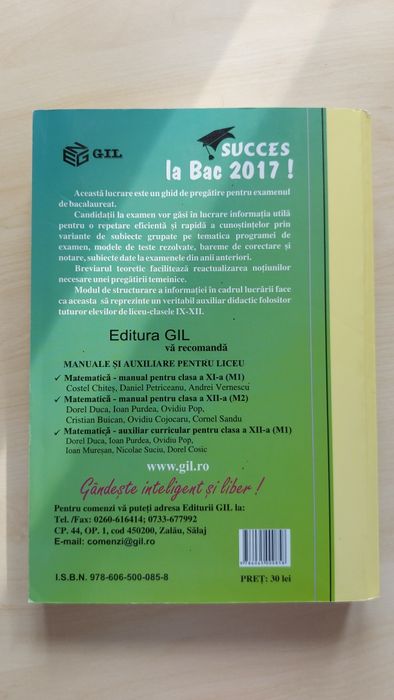 GIL
SUCCES
la Bac 2017 !
Această lucrare este un ghid de pregătire pentru examenul
de bacalaureat.
Candidații la examen vor găsi în lucrare informația utilă
pentru o repetare eficientă și rapidă a cunoștințelor prin
variante de subiecte grupate pe tematica programei de
examen, modele de teste rezolvate, bareme de corectare și
notare, subiecte date la examenele din anii anteriori.
Breviarul teoretic facilitează reactualizarea noțiunilor
necesare unei pregătirii temeinice.
Modul de structurare a informației în cadrul lucrării face
ca aceasta să reprezinte un veritabil auxiliar didactic folositor
tuturor elevilor de liceu-clasele IX-XII.
Editura GIL
vă recomandă
MANUALE ȘI AUXILIARE PENTRU LICEU
✓ Matematică - manual pentru clasa a XI-a (M1)
Costel Chiteș, Daniel Petriceanu, Andrei Vernescu
✓ Matematică - manual pentru clasa a XII-a (M2)
Dorel Duca, Ioan Purdea, Ovidiu Pop,
Cristian Buican, Ovidiu Cojocaru, Cornel Sandu
✓ Matematică - auxiliar curricular pentru clasa a XII-a (M1)
Dorel Duca, Ioan Purdea, Ovidiu Pop,
Ioan Mureșan, Nicolae Suciu, Dorel Cosic
www.gil.ro
Gândește inteligent și liber !
Pentru comenzi vă puteți adresa Editurii GIL la:
Tel. /Fax: 0260-616414; 0733-677992
CP. 44, OP. 1, cod 450200, Zalău, Sălaj
E-mail: comenzi@gil.ro
I.S.B.N. 978-606-500-085-8
9786065000858
PREȚ: 30 lei